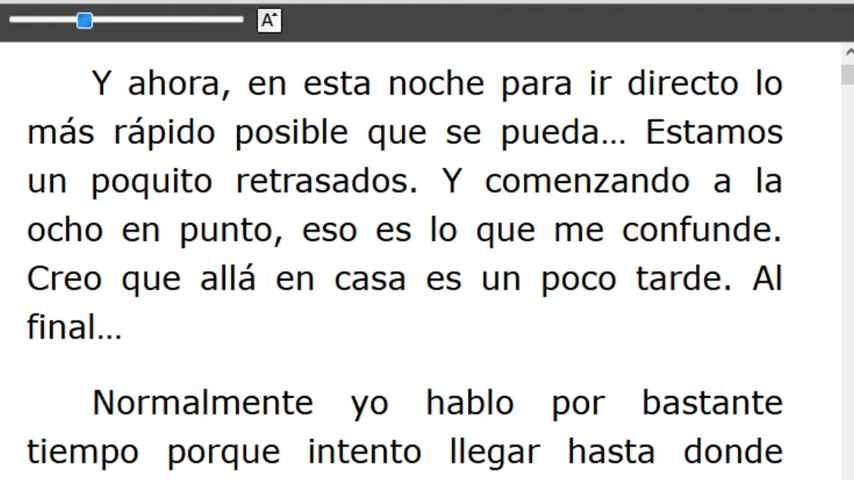 A
Y ahora, en esta noche para ir directo lo
más rápido posible que se pueda... Estamos
un poquito retrasados. Y comenzando a la
ocho en punto, eso es lo que me confunde.
Creo que allá en casa es un poco tarde. Al
final...
Normalmente yo hablo por bastante
tiempo porque intento llegar hasta donde